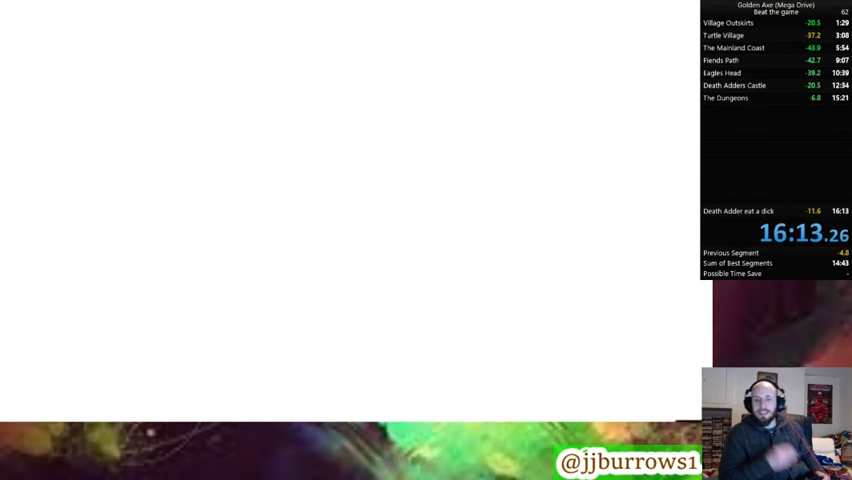 Golden Axe (Mega Drive)
Beat the game 62
Village Outskirts -20.5 1:29
Turtle Village -37.2 3:08
The Mainland Coast -43.9 5:54
Fiends Path -42.7 9:07
Eagles Head -39.2 10:39
Death Adders Castle -20.5 12:34
The Dungeons -6.8 15:21
Death Adder eat a dick -11.6 16:13
16:13.26
Previous Segment -4.8
Sum of Best Segments 14:43
Possible Time Save -
@jjburrows1